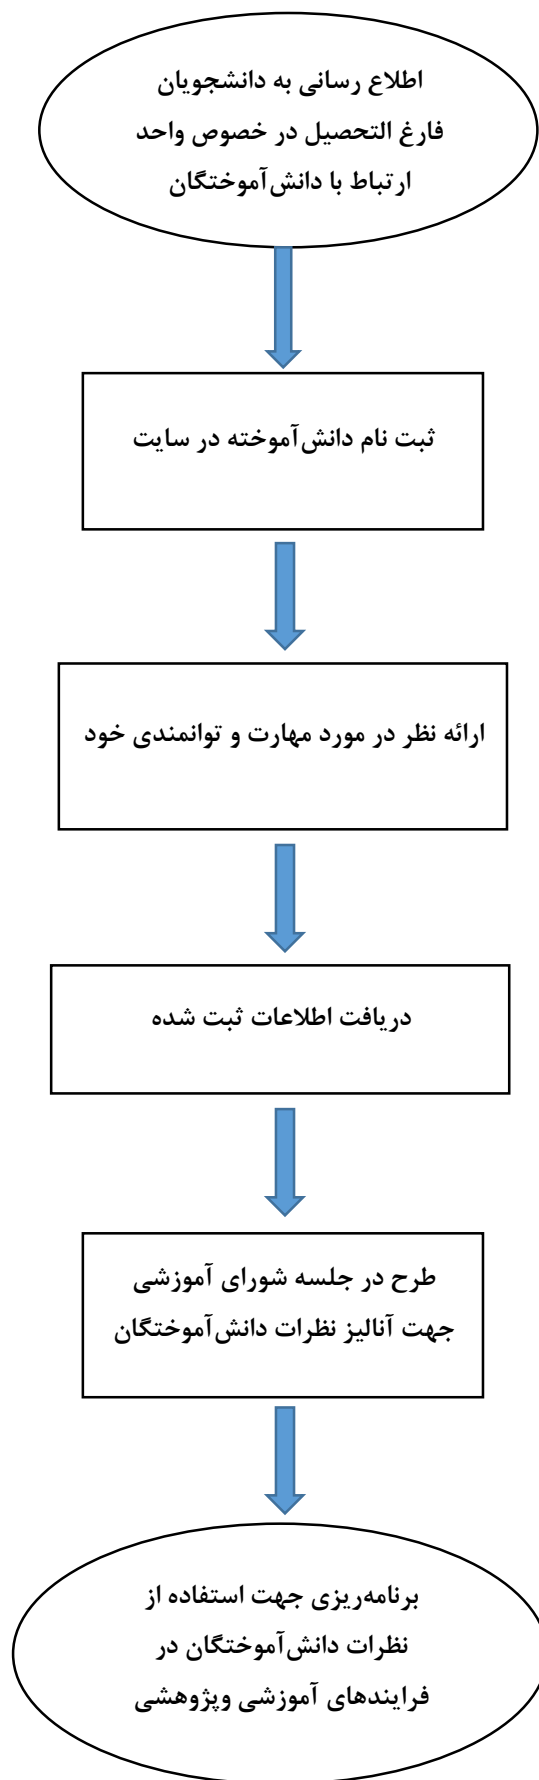 اطلاع رسانی به دانشجویان
فارغ التحصیل در خصوص واحد
ارتباط با دانش‌آموختگان
ثبت نام دانش‌آموخته در سایت
ارائه نظر در مورد مهارت و توانمندی خود
دریافت اطلاعات ثبت شده
طرح در جلسه شورای آموزشی
جهت آنالیز نظرات دانش‌آموختگان
برنامه‌ریزی جهت استفاده از
نظرات دانش‌آموختگان در
فرایندهای آموزشی وپژوهشی